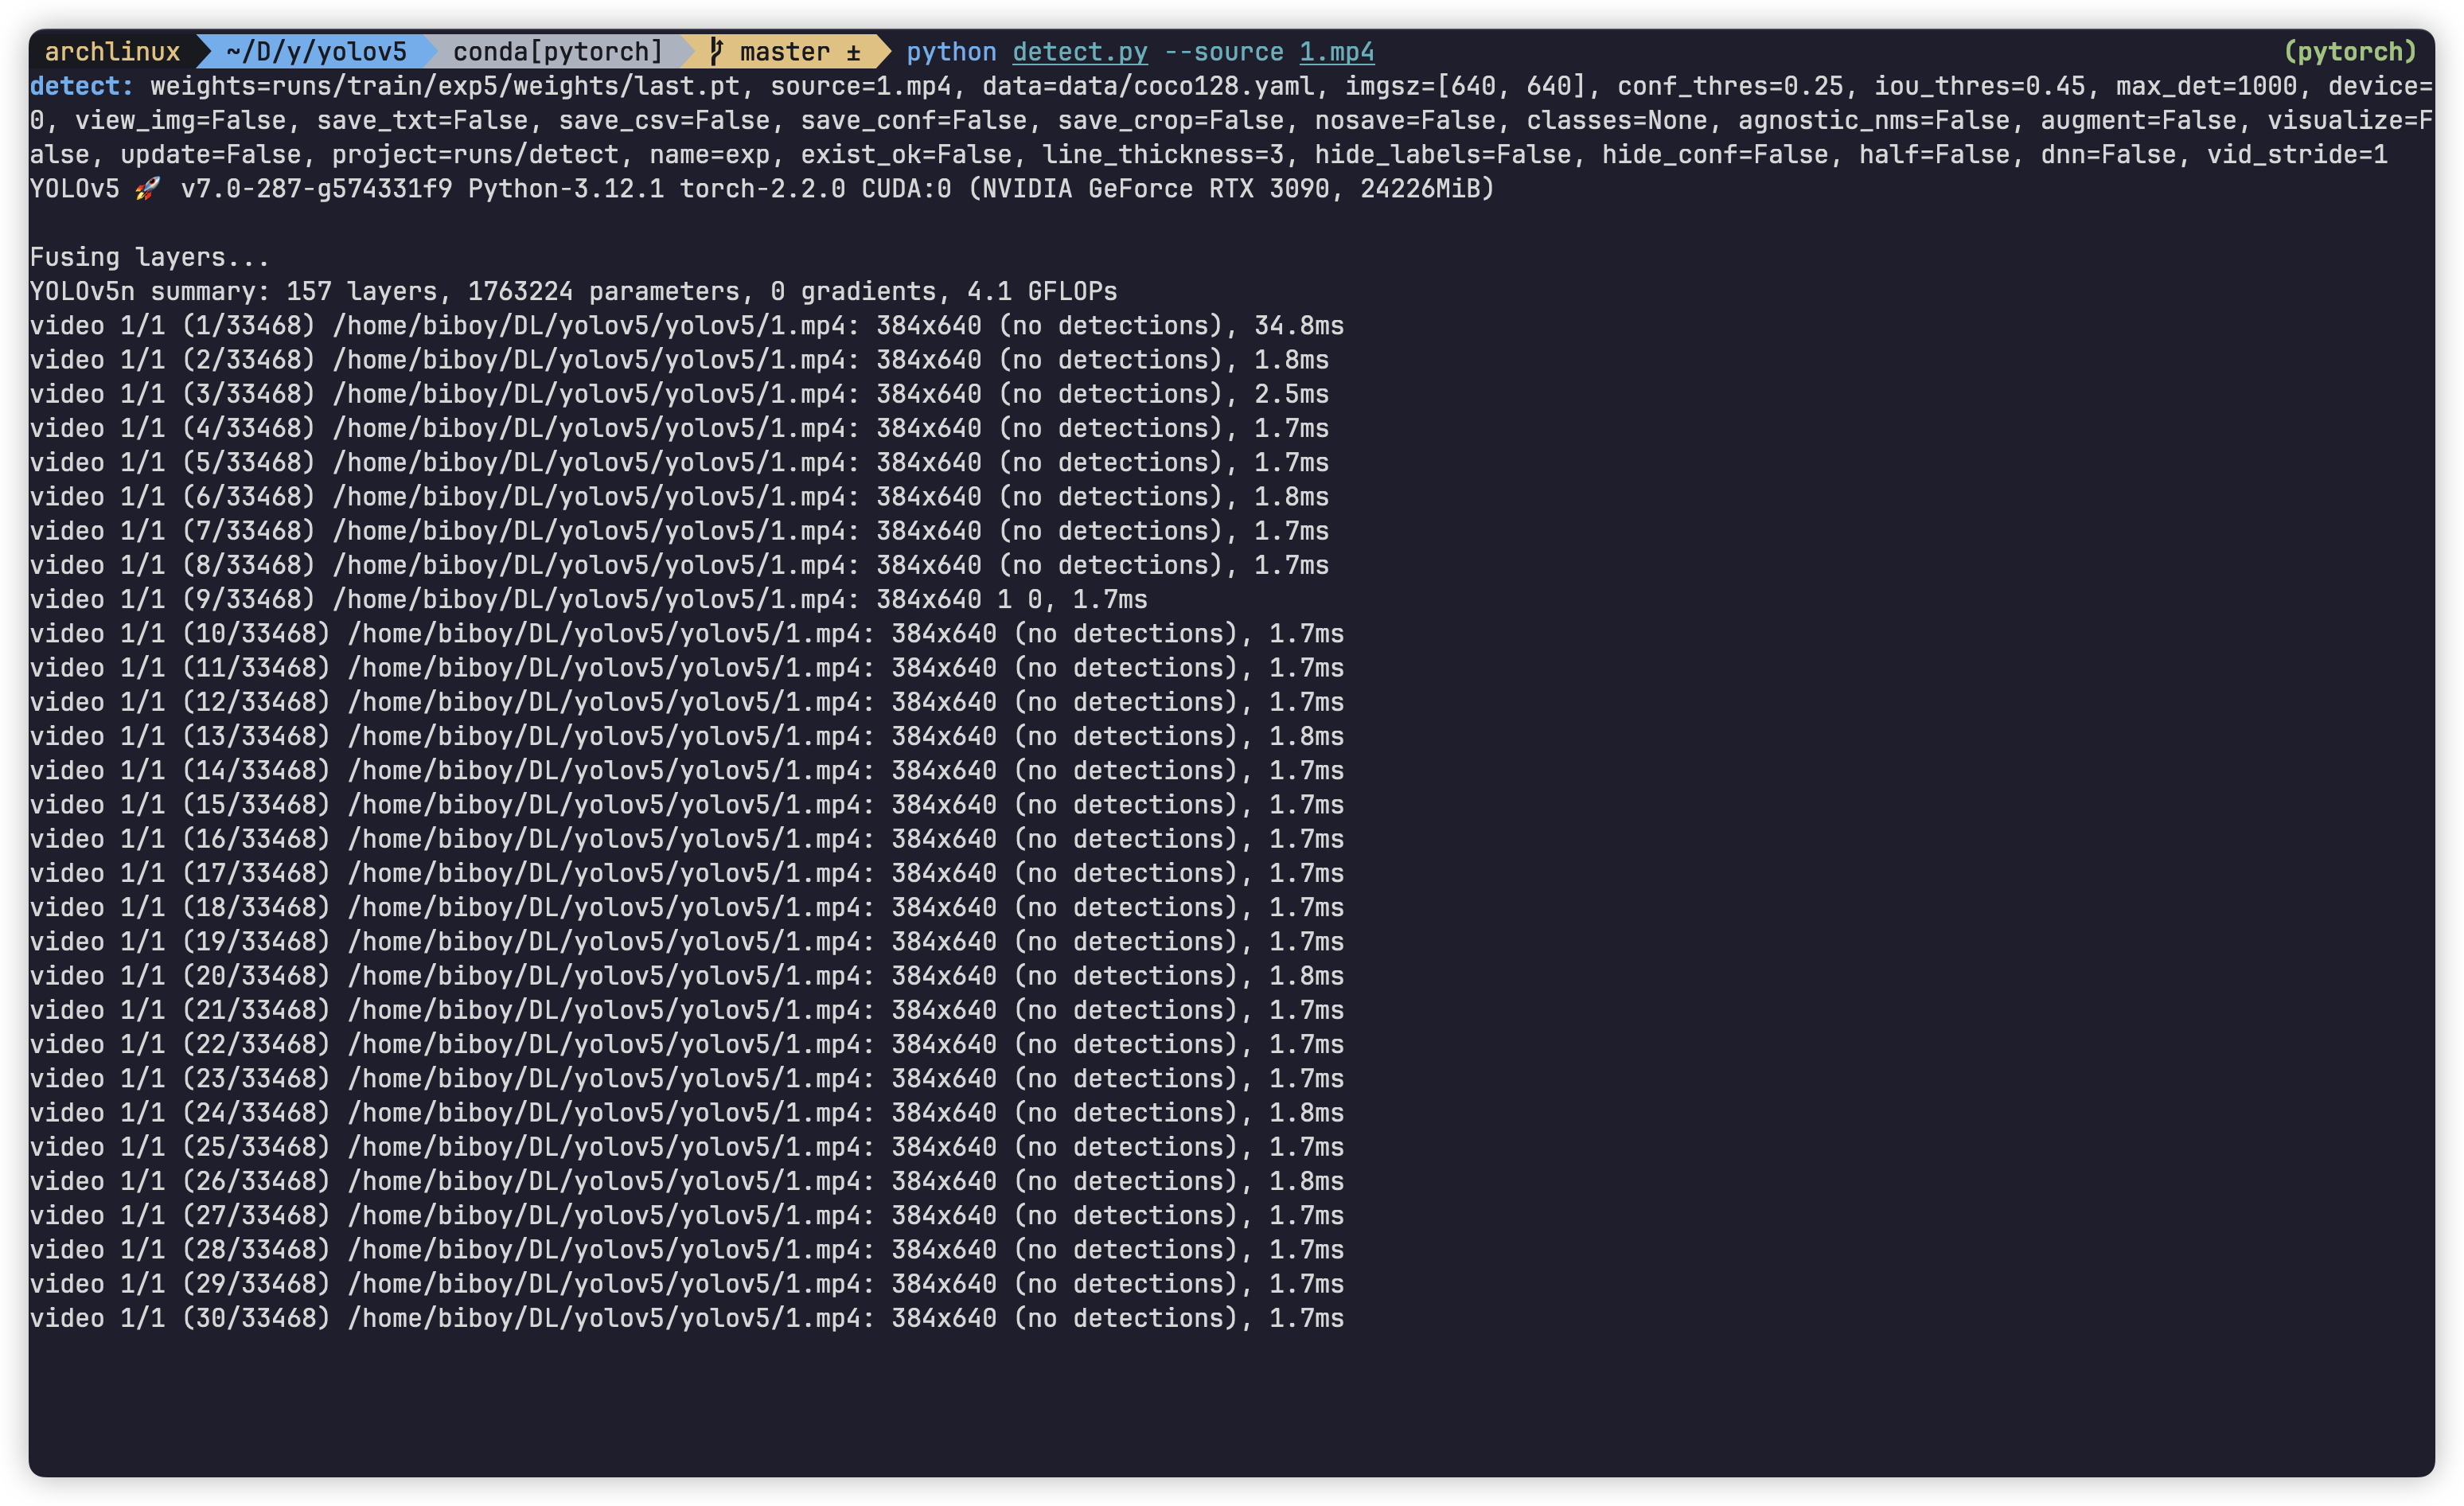 archlinux ~/D/y/yolov5 conda[pytorch] master ± python detect.py --source 1.mp4 (pytorch)
detect: weights=runs/train/exp5/weights/last.pt, source=1.mp4, data=data/coco128.yaml, imgsz=[640, 640], conf_thres=0.25, iou_thres=0.45, max_det=1000, device=
0, view_img=False, save_txt=False, save_csv=False, save_conf=False, save_crop=False, nosave=False, classes=None, agnostic_nms=False, augment=False, visualize=F
alse, update=False, project=runs/detect, name=exp, exist_ok=False, line_thickness=3, hide_labels=False, hide_conf=False, half=False, dnn=False, vid_stride=1
YOLOv5 🚀 v7.0-287-g574331f9 Python-3.12.1 torch-2.2.0 CUDA:0 (NVIDIA GeForce RTX 3090, 24226MiB)
Fusing layers...
YOLOv5n summary: 157 layers, 1763224 parameters, 0 gradients, 4.1 GFLOPs
video 1/1 (1/33468) /home/biboy/DL/yolov5/yolov5/1.mp4: 384x640 (no detections), 34.8ms
video 1/1 (2/33468) /home/biboy/DL/yolov5/yolov5/1.mp4: 384x640 (no detections), 1.8ms
video 1/1 (3/33468) /home/biboy/DL/yolov5/yolov5/1.mp4: 384x640 (no detections), 2.5ms
video 1/1 (4/33468) /home/biboy/DL/yolov5/yolov5/1.mp4: 384x640 (no detections), 1.7ms
video 1/1 (5/33468) /home/biboy/DL/yolov5/yolov5/1.mp4: 384x640 (no detections), 1.7ms
video 1/1 (6/33468) /home/biboy/DL/yolov5/yolov5/1.mp4: 384x640 (no detections), 1.8ms
video 1/1 (7/33468) /home/biboy/DL/yolov5/yolov5/1.mp4: 384x640 (no detections), 1.7ms
video 1/1 (8/33468) /home/biboy/DL/yolov5/yolov5/1.mp4: 384x640 (no detections), 1.7ms
video 1/1 (9/33468) /home/biboy/DL/yolov5/yolov5/1.mp4: 384x640 1 0, 1.7ms
video 1/1 (10/33468) /home/biboy/DL/yolov5/yolov5/1.mp4: 384x640 (no detections), 1.7ms
video 1/1 (11/33468) /home/biboy/DL/yolov5/yolov5/1.mp4: 384x640 (no detections), 1.7ms
video 1/1 (12/33468) /home/biboy/DL/yolov5/yolov5/1.mp4: 384x640 (no detections), 1.7ms
video 1/1 (13/33468) /home/biboy/DL/yolov5/yolov5/1.mp4: 384x640 (no detections), 1.8ms
video 1/1 (14/33468) /home/biboy/DL/yolov5/yolov5/1.mp4: 384x640 (no detections), 1.7ms
video 1/1 (15/33468) /home/biboy/DL/yolov5/yolov5/1.mp4: 384x640 (no detections), 1.7ms
video 1/1 (16/33468) /home/biboy/DL/yolov5/yolov5/1.mp4: 384x640 (no detections), 1.7ms
video 1/1 (17/33468) /home/biboy/DL/yolov5/yolov5/1.mp4: 384x640 (no detections), 1.7ms
video 1/1 (18/33468) /home/biboy/DL/yolov5/yolov5/1.mp4: 384x640 (no detections), 1.7ms
video 1/1 (19/33468) /home/biboy/DL/yolov5/yolov5/1.mp4: 384x640 (no detections), 1.7ms
video 1/1 (20/33468) /home/biboy/DL/yolov5/yolov5/1.mp4: 384x640 (no detections), 1.8ms
video 1/1 (21/33468) /home/biboy/DL/yolov5/yolov5/1.mp4: 384x640 (no detections), 1.7ms
video 1/1 (22/33468) /home/biboy/DL/yolov5/yolov5/1.mp4: 384x640 (no detections), 1.7ms
video 1/1 (23/33468) /home/biboy/DL/yolov5/yolov5/1.mp4: 384x640 (no detections), 1.7ms
video 1/1 (24/33468) /home/biboy/DL/yolov5/yolov5/1.mp4: 384x640 (no detections), 1.8ms
video 1/1 (25/33468) /home/biboy/DL/yolov5/yolov5/1.mp4: 384x640 (no detections), 1.7ms
video 1/1 (26/33468) /home/biboy/DL/yolov5/yolov5/1.mp4: 384x640 (no detections), 1.8ms
video 1/1 (27/33468) /home/biboy/DL/yolov5/yolov5/1.mp4: 384x640 (no detections), 1.7ms
video 1/1 (28/33468) /home/biboy/DL/yolov5/yolov5/1.mp4: 384x640 (no detections), 1.7ms
video 1/1 (29/33468) /home/biboy/DL/yolov5/yolov5/1.mp4: 384x640 (no detections), 1.7ms
video 1/1 (30/33468) /home/biboy/DL/yolov5/yolov5/1.mp4: 384x640 (no detections), 1.7ms